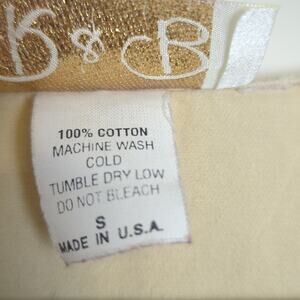 K & B
100% COTTON
MACHINE WASH
COLD
TUMBLE DRY LOW
DO NOT BLEACH
S
MADE IN U.S.A.